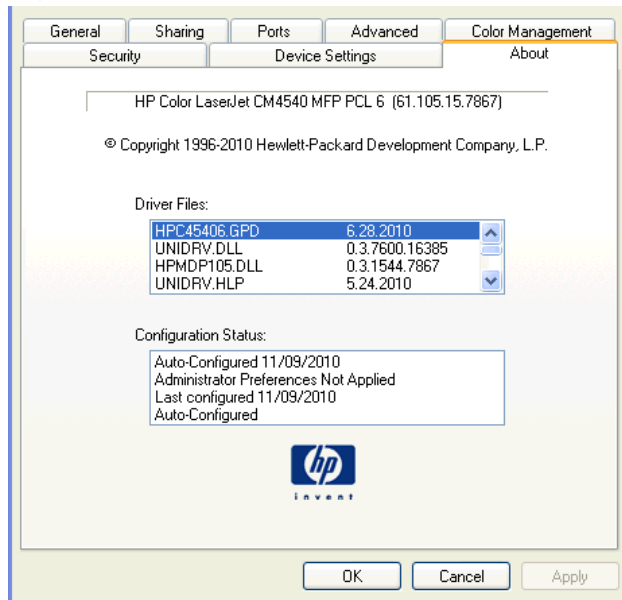 General Sharing Ports Advanced Color Management
Security Device Settings About
HP Color LaserJet CM4540 MFP PCL 6 (61.105.15.7867)
© Copyright 1996-2010 Hewlett-Packard Development Company, L.P.
Driver Files:
HPC45406.GPD 6.28.2010
UNIDRV.DLL 0.3.7600.16385
HPMDP105.DLL 0.3.1544.7867
UNIDRV.HLP 5.24.2010
Configuration Status:
Auto-Configured 11/09/2010
Administrator Preferences Not Applied
Last configured 11/09/2010
Auto-Configured
hp
invent
OK Cancel Apply